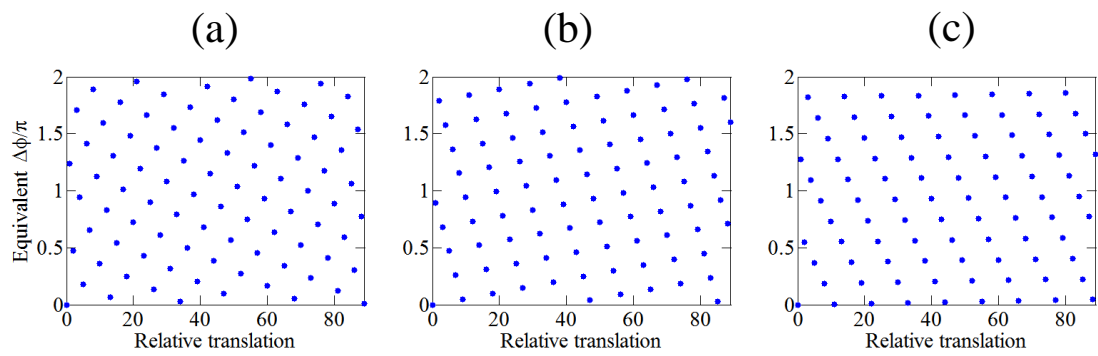 (a) (b) (c)
Equivalent Δϕ/π
2 2 2
1.5 1.5 1.5
1 1 1
0.5 0.5 0.5
0 0 0
0 20 40 60 80 0 20 40 60 80 0 20 40 60 80
Relative translation Relative translation Relative translation